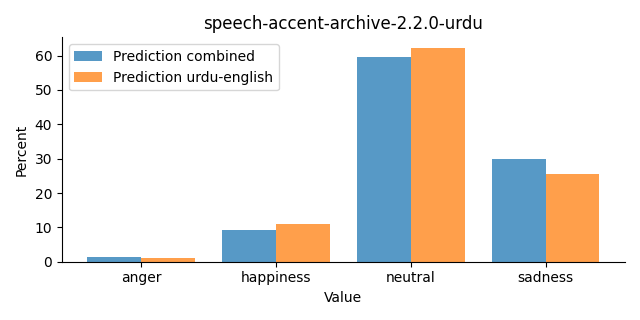 speech-accent-archive-2.2.0-urdu
Prediction combined
Prediction urdu-english
Percent
60
50
40
30
20
10
0
anger happiness neutral sadness
Value